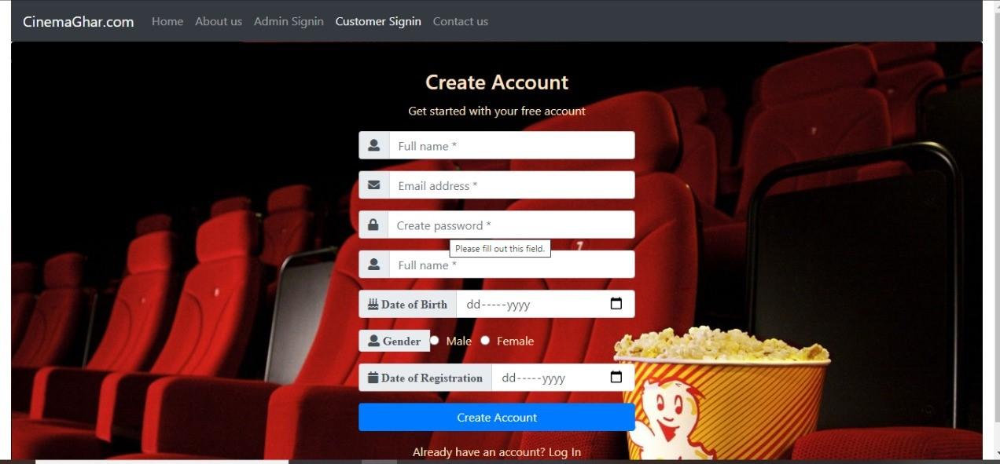 CinemaGhar.com Home About us Admin Signin Customer Signin Contact us
Create Account
Get started with your free account
Full name *
Email address *
Create password *
Please fill out this field.
7
Full name *
Date of Birth dd-----yyyy
Gender Male Female
Date of Registration dd-----yyyy
Create Account
Already have an account? Log In